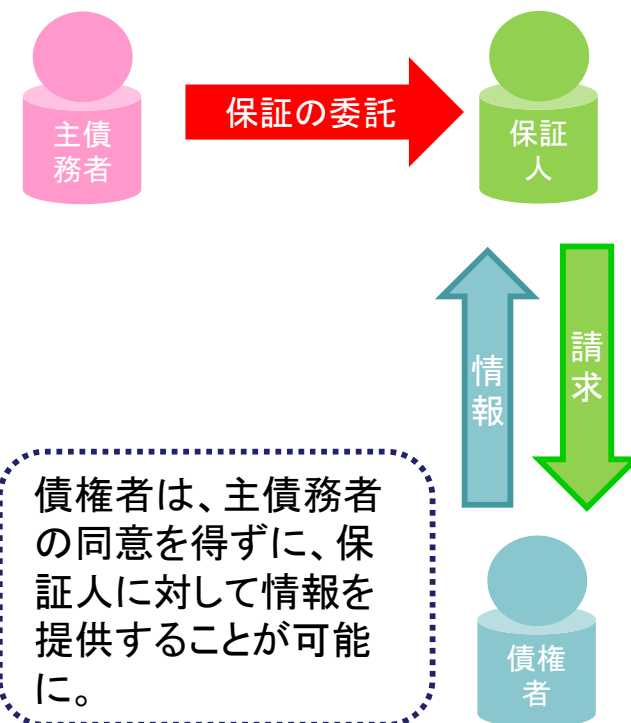 主債
務者
保証の委託
保証
人
情
報
請
求
債権者は、主債務者
の同意を得ずに、保
証人に対して情報を
提供することが可能
に。
債権
者